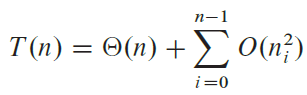 T(n) = Θ(n) + ∑_{i=0}^{n−1} O(n_i^2)